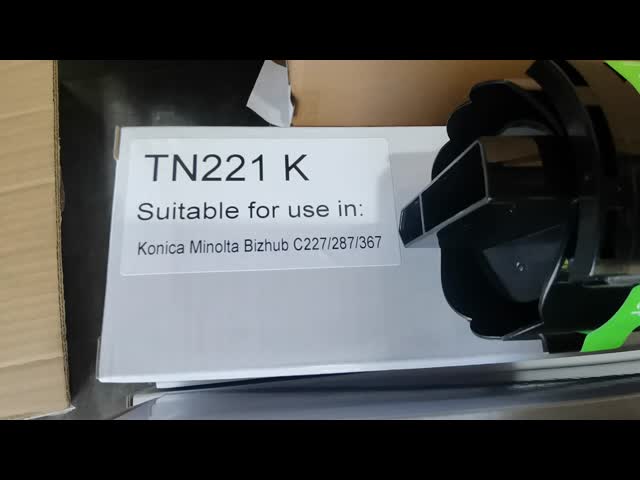 TN221 K
Suitable for use in:
Konica Minolta Bizhub C227/287/367